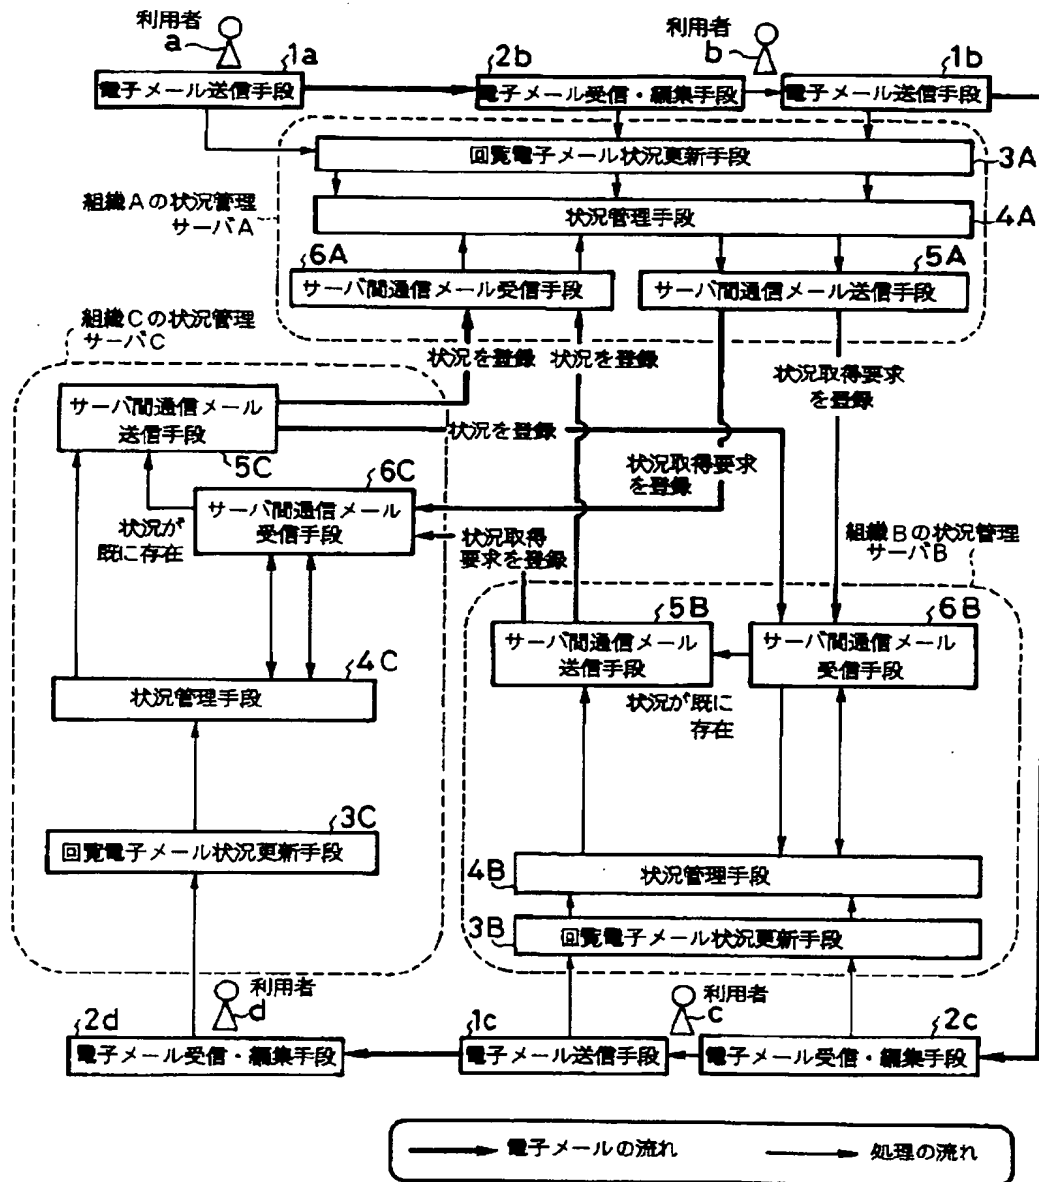 利用者
a
1a
電子メール送信手段
2b
電子メール受信・編集手段
利用者
b
1b
電子メール送信手段
回覧電子メール状況更新手段
3A
組織Aの状況管理
サーバA
状況管理手段
4A
6A
サーバ間通信メール受信手段
5A
サーバ間通信メール送信手段
組織Cの状況管理
サーバC
状況を登録
状況を登録
状況取得要求
を登録
サーバ間通信メール
送信手段
5C
状況を登録
状況取得要求
を登録
6C
サーバ間通信メール
受信手段
状況が
既に存在
状況取得
要求を登録
組織Bの状況管理
サーバB
5B
サーバ間通信メール
送信手段
6B
サーバ間通信メール
受信手段
状況が既に
存在
4C
状況管理手段
3C
回覧電子メール状況更新手段
4B
状況管理手段
3B
回覧電子メール状況更新手段
利用者
d
2d
電子メール受信・編集手段
1c
電子メール送信手段
利用者
c
2c
電子メール受信・編集手段
電子メールの流れ
処理の流れ